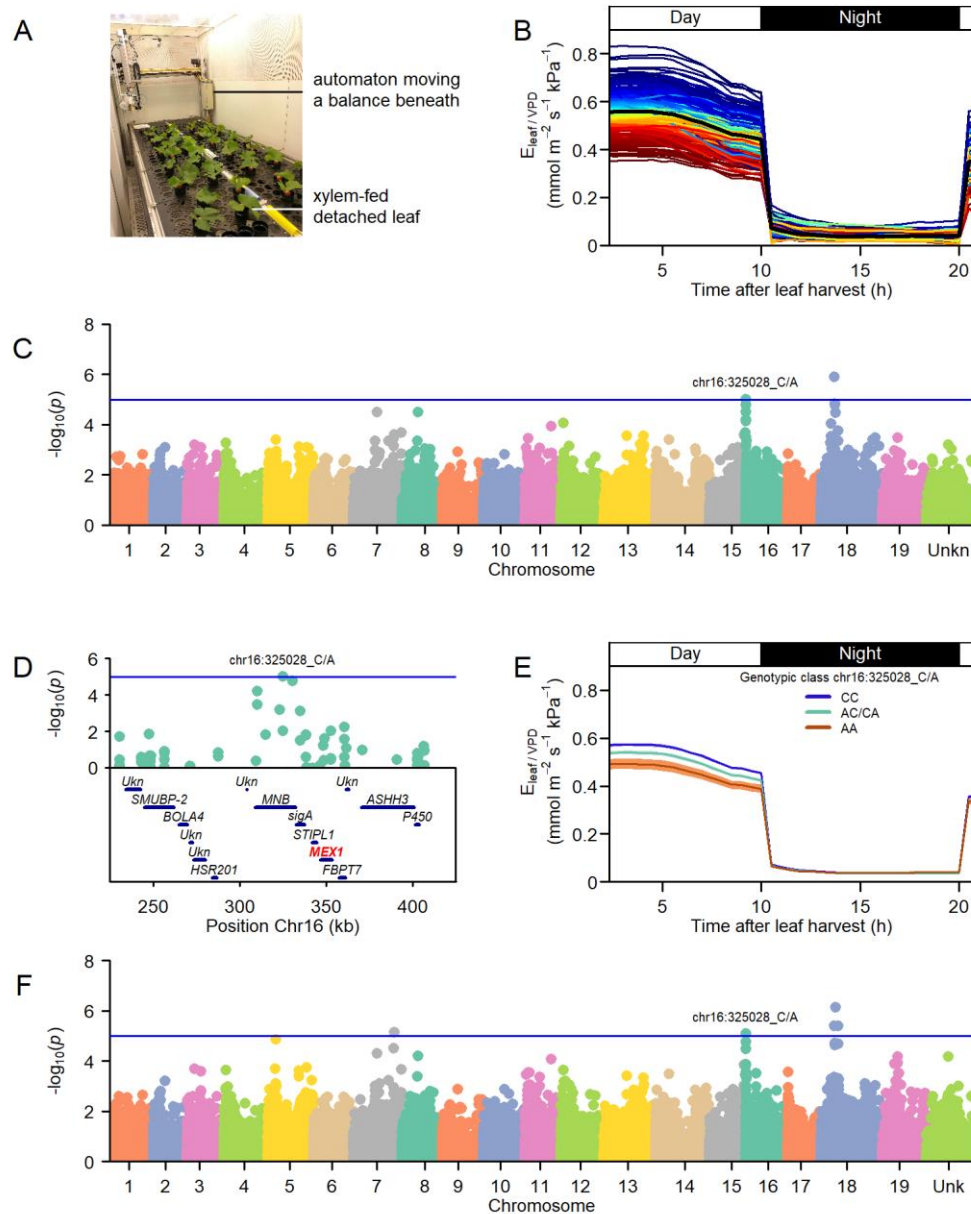 A
automaton moving
a balance beneath
xylem-fed
detached leaf
B
Day
Night
E leaf / VPD
(mmol m−2 s−1 kPa−1)
0.8
0.6
0.4
0.2
0
5
10
15
20
Time after leaf harvest (h)
C
8
6
4
2
0
-log10(p)
chr16:325028_C/A
1 2 3 4 5 6 7 8 9 10 11 12 13 14 15 16 17 18 19 Unkn
Chromosome
D
6
5
4
2
0
-log10(p)
chr16:325028_C/A
Ukn Ukn Ukn
SMUBP-2 MNB ASHH3
BOLA4 sigA P450
Ukn STIPL1
Ukn MEX1
HSR201 FBPT7
250 300 350 400
Position Chr16 (kb)
E
Day
Night
Genotypic class chr16:325028_C/A
CC
AC/CA
AA
E leaf / VPD
(mmol m−2 s−1 kPa−1)
0.8
0.6
0.4
0.2
0
5
10
15
20
Time after leaf harvest (h)
F
8
6
4
2
0
-log10(p)
chr16:325028_C/A
1 2 3 4 5 6 7 8 9 10 11 12 13 14 15 16 17 18 19 Unk
Chromosome